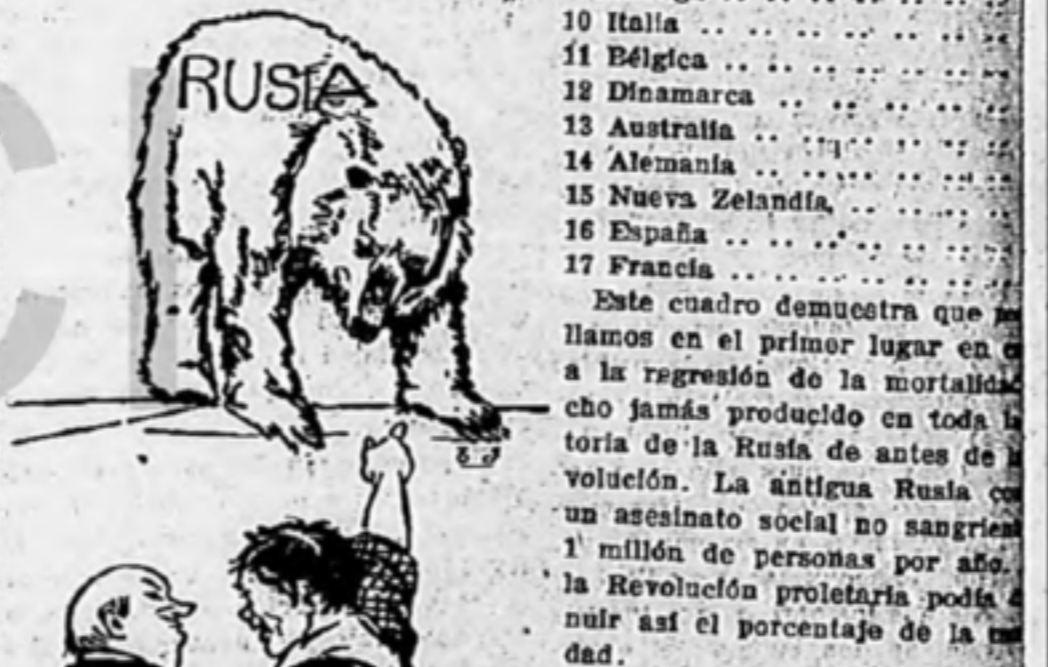 RUSIA
10 Italia .. .. .. .. .. .. .. ..
11 Bélgica .. .. .. .. .. .. ..
12 Dinamarca .. .. .. .. .. ..
13 Australia .. .. .. .. .. .. ..
14 Alemania .. .. .. .. .. .. ..
15 Nueva Zelandía, .. .. .. ..
16 España .. .. .. .. .. .. .. ..
17 Francia .. .. .. .. .. .. .. ..
Este cuadro demuestra que
llamos en el primer lugar en
a la regresión de la mortalidad
cho jamás producido en toda la
toria de la Rusia de antes de
volución. La antigua Rusia
un asesinato social no
1 millón de personas por año.
la Revolución proletaria podía
nuir así el porcentaje de la
dad.